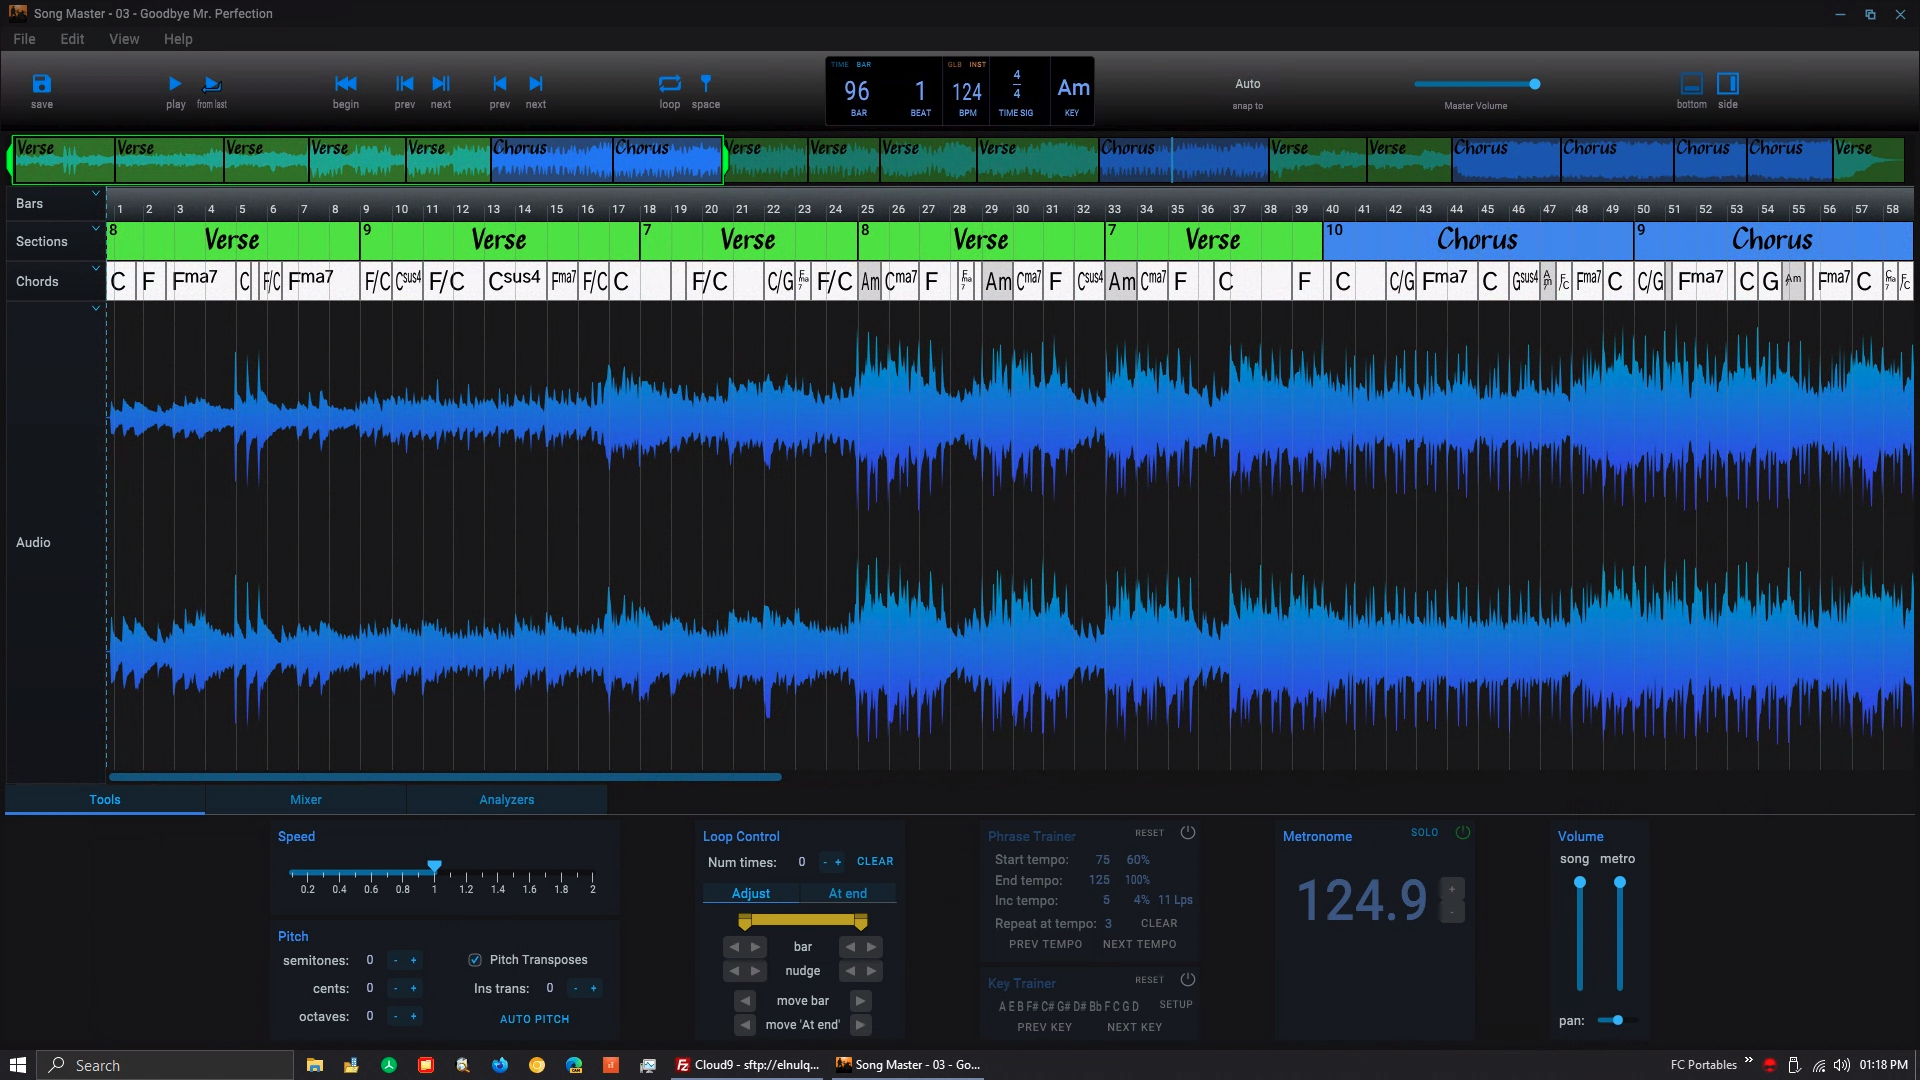 Song Master - 03 - Goodbye Mr. Perfection
File Edit View Help
save play from last begin prev next prev next loop space
TIME BAR GLB INST
96 1 124 4/4 Am
BAR BEAT BPM TIME SIG KEY
Auto
snap to
Master Volume
bottom side
Verse Verse Verse Verse Verse Chorus Chorus Verse Verse Verse Verse Chorus Verse Verse Chorus Chorus Chorus Chorus Verse
Bars 1 2 3 4 5 6 7 8 9 10 11 12 13 14 15 16 17 18 19 20 21 22 23 24 25 26 27 28 29 30 31 32 33 34 35 36 37 38 39 40 41 42 43 44 45 46 47 48 49 50 51 52 53 54 55 56 57 58
Sections 8 Verse 9 Verse 7 Verse 8 Verse 7 Verse 10 Chorus 9 Chorus
Chords C F Fma7 C F/C Fma7 F/C Csus4 F/C Csus4 Fma7 F/C C F/C C/G Fma7 F/C Am Cma7 F Fma7 Am Cma7 F Csus4 Am Cma7 F C F C C/G Fma7 C Gsus4 Am7 F/C Fma7 C C/G Fma7 C G Am7 Fma7 C Cma7 F/C
Audio
Tools Mixer Analyzers
Speed
0.2 0.4 0.6 0.8 1 1.2 1.4 1.6 1.8 2
Pitch
semitones: 0 - +
Pitch Transposes
cents: 0 - +
Ins trans: 0 - +
octaves: 0 - +
AUTO PITCH
Loop Control
Num times: 0 - + CLEAR
Adjust At end
bar
nudge
move bar
move 'At end'
Phrase Trainer RESET
Start tempo: 75 60%
End tempo: 125 100%
Inc tempo: 5 4% 11 Lps
Repeat at tempo: 3 CLEAR
PREV TEMPO NEXT TEMPO
Key Trainer RESET
A E B F# C# G# D# Bb F C G D SETUP
PREV KEY NEXT KEY
Metronome SOLO
124.9 + -
Volume
song metro
pan:
Search
Cloud9 - sftp://elnulq...
Song Master - 03 - Go...
FC Portables
01:18 PM